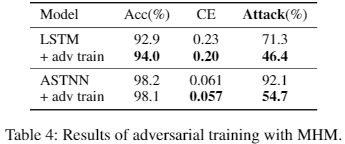 Model Acc(%) CE Attack(%)
LSTM 92.9 0.23 71.3
+ adv train 94.0 0.20 46.4
ASTNN 98.2 0.061 92.1
+ adv train 98.1 0.057 54.7
Table 4: Results of adversarial training with MHM.